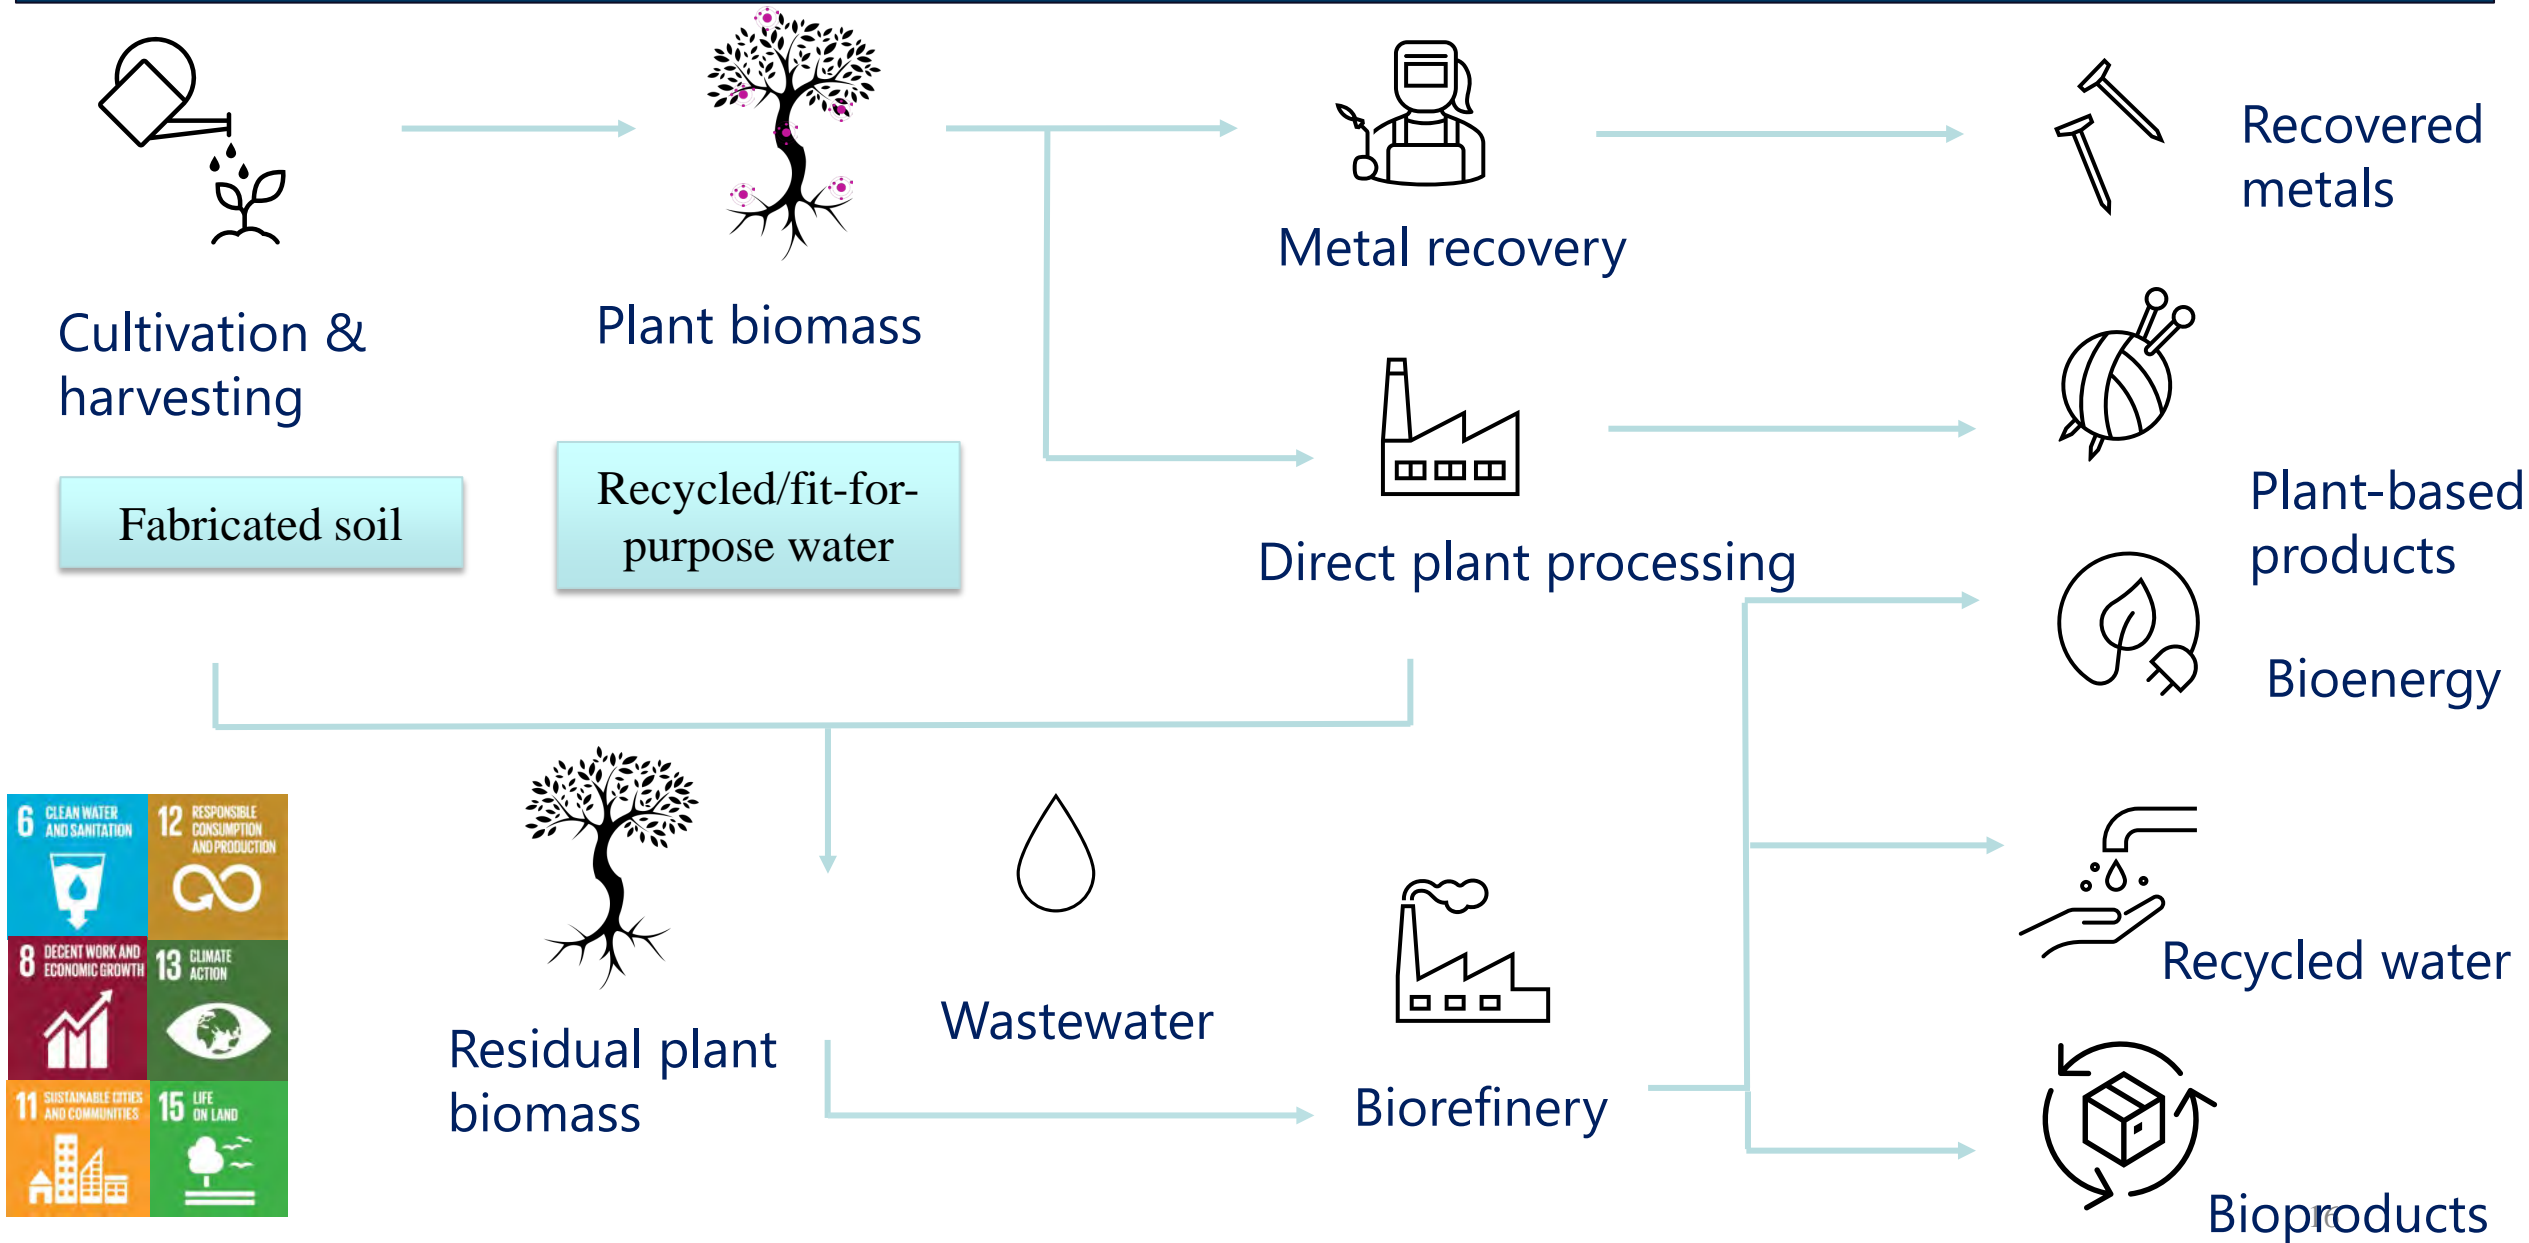 Cultivation &
harvesting
Plant biomass
Metal recovery
Recovered
metals
Fabricated soil
Recycled/fit-for-
purpose water
Direct plant processing
Plant-based
products
Bioenergy
6 CLEAN WATER
AND SANITATION
12 RESPONSIBLE
CONSUMPTION
AND PRODUCTION
8 DECENT WORK AND
ECONOMIC GROWTH
13 CLIMATE
ACTION
11 SUSTAINABLE CITIES
AND COMMUNITIES
15 LIFE
ON LAND
Residual plant
biomass
Wastewater
Biorefinery
Recycled water
Bioproducts
16